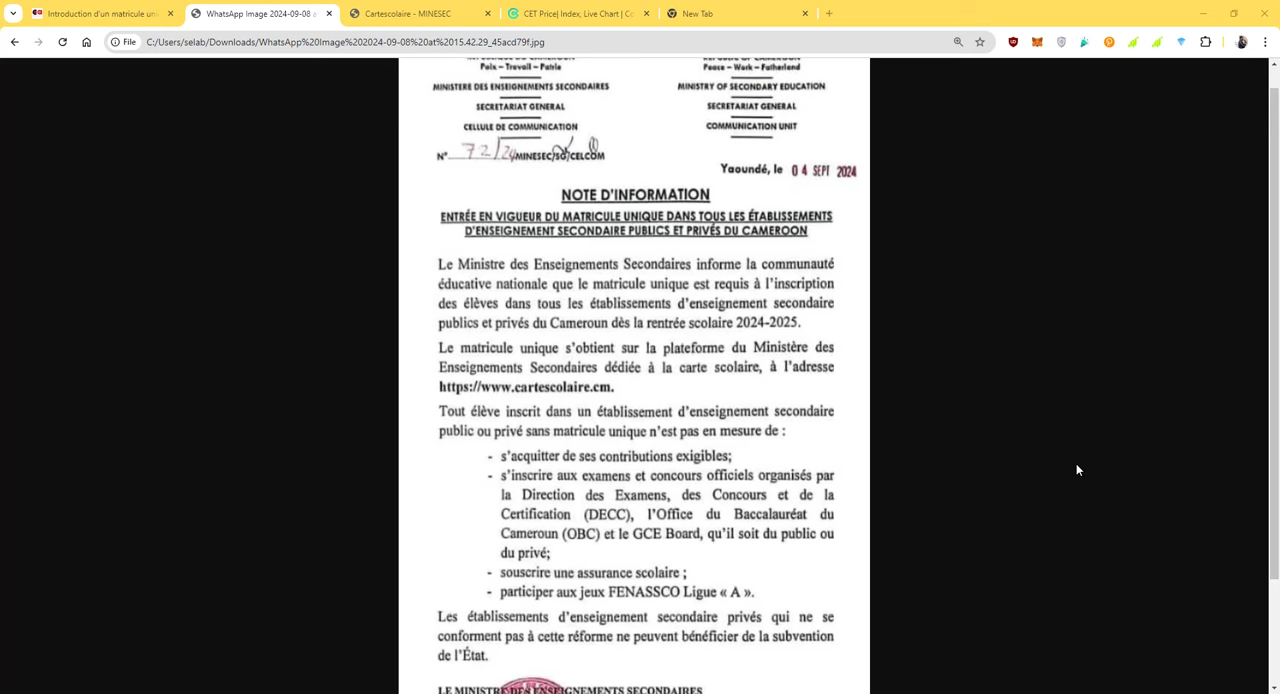 Introduction d'un matricule uni
WhatsApp Image 2024-09-08 a
Cartescolaire - MINESEC
CET Price| Index, Live Chart | Co
New Tab
File
C:/Users/selab/Downloads/WhatsApp%20Image%202024-09-08%20at%2015.42.29_45acd79f.jpg
REPUBLIQUE DU CAMEROUN
REPUBLIC OF CAMEROON
Paix – Travail – Patrie
Peace – Work – Fatherland
MINISTERE DES ENSEIGNEMENTS SECONDAIRES
MINISTRY OF SECONDARY EDUCATION
SECRETARIAT GENERAL
SECRETARIAT GENERAL
CELLULE DE COMMUNICATION
COMMUNICATION UNIT
N° 72/24 MINESEC/SG/CELCOM
Yaoundé, le 04 SEPT 2024
NOTE D'INFORMATION
ENTRÉE EN VIGUEUR DU MATRICULE UNIQUE DANS TOUS LES ÉTABLISSEMENTS
D'ENSEIGNEMENT SECONDAIRE PUBLICS ET PRIVÉS DU CAMEROON
Le Ministre des Enseignements Secondaires informe la communauté
éducative nationale que le matricule unique est requis à l'inscription
des élèves dans tous les établissements d'enseignement secondaire
publics et privés du Cameroun dès la rentrée scolaire 2024-2025.
Le matricule unique s'obtient sur la plateforme du Ministère des
Enseignements Secondaires dédiée à la carte scolaire, à l'adresse
https://www.cartescolaire.cm.
Tout élève inscrit dans un établissement d'enseignement secondaire
public ou privé sans matricule unique n'est pas en mesure de :
- s'acquitter de ses contributions exigibles;
- s'inscrire aux examens et concours officiels organisés par
la Direction des Examens, des Concours et de la
Certification (DECC), l'Office du Baccalauréat du
Cameroun (OBC) et le GCE Board, qu'il soit du public ou
du privé;
- souscrire une assurance scolaire ;
- participer aux jeux FENASSCO Ligue « A ».
Les établissements d'enseignement secondaire privés qui ne se
conforment pas à cette réforme ne peuvent bénéficier de la subvention
de l'État.
LE MINISTRE DES ENSEIGNEMENTS SECONDAIRES